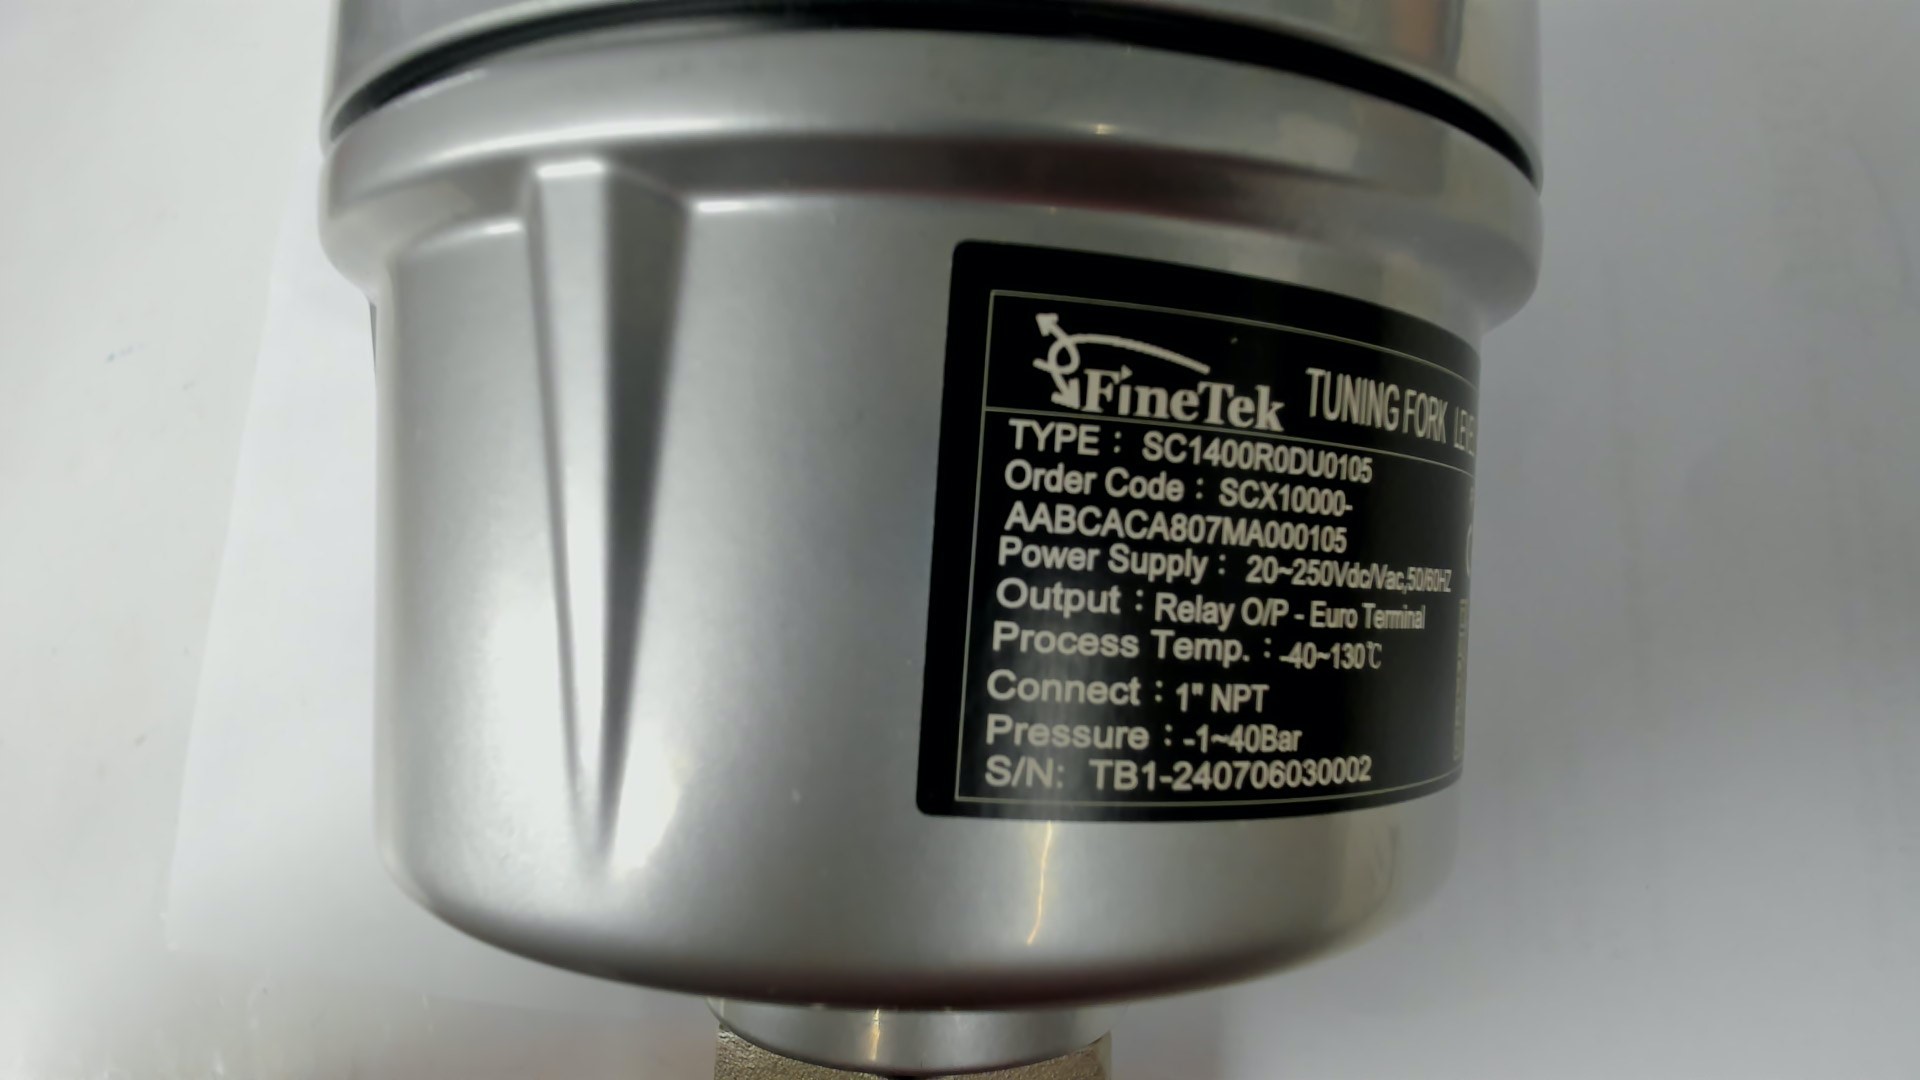 FineTek TUNING FORK
TYPE : SC1400R0DU0105
Order Code : SCX10000-
AABCACA807MA000105
Power Supply : 20~250Vdc/Vac,50/60HZ
Output : Relay O/P - Euro Terminal
Process Temp. : -40~130℃
Connect : 1" NPT
Pressure : -1~40Bar
S/N: TB1-240706030002